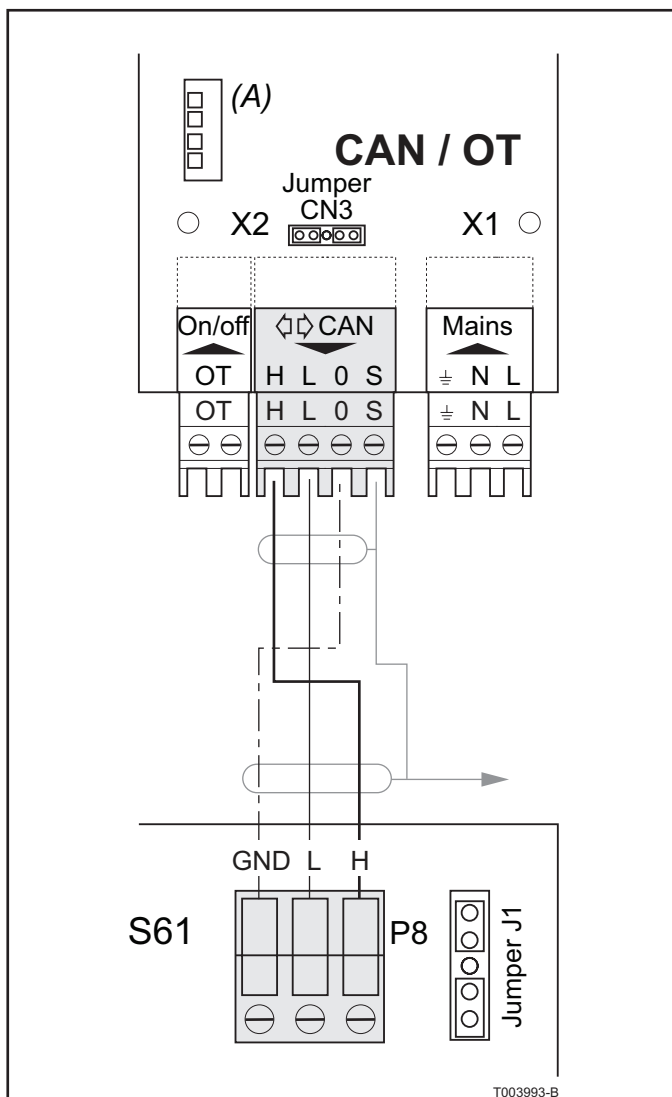 (A)
CAN / OT
Jumper
CN3
X2
X1
On/off
CAN
Mains
OT
H L 0 S
N L
OT
H L 0 S
N L
GND L H
S61
P8
Jumper J1
T003993-B